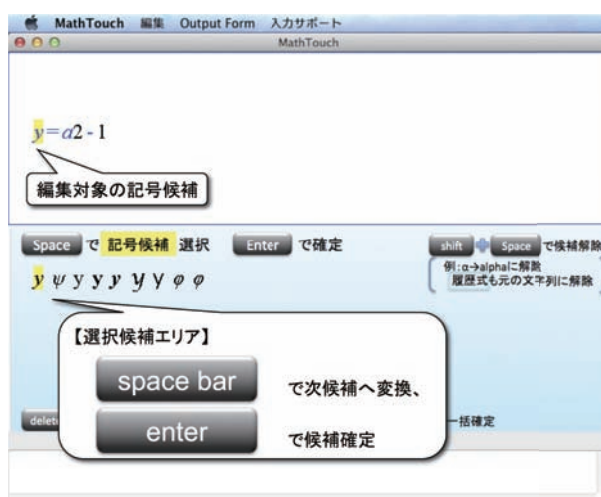 MathTouch 編集 Output Form 入力サポート
MathTouch
y=α2-1
編集対象の記号候補
Space で 記号候補 選択 Enter で確定
shift + Space で候補解除
例:α→alphaに解除
履歴式も元の文字列に解除
y ψ y y y y y φ φ
【選択候補エリア】
space bar で次候補へ変換、
enter で候補確定
一括確定